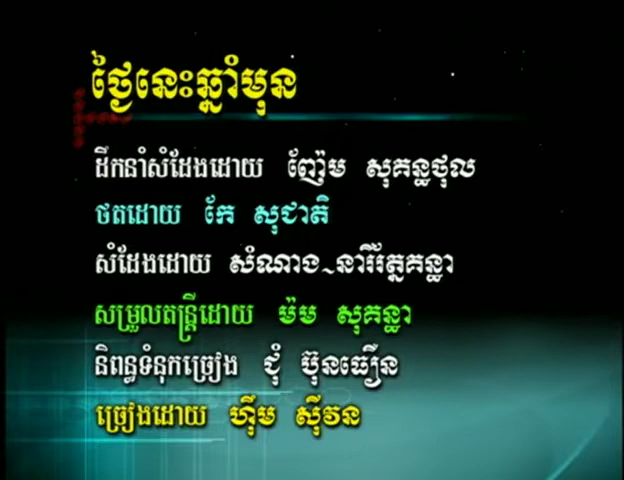 ថ្ងៃនេះឆ្នាំមុន
ដឹកនាំសំដែងដោយ ញ៉ែម សុគន្ធថុល
ថតដោយ កែ សុជាតិ
សំដែងដោយ សំណាង~នារីរ័ត្នគន្ធា
សម្រួលតន្ត្រីដោយ ម៉ម សុគន្ធា
និពន្ធទំនុកច្រៀង ជុំ ប៊ុនធឿន
ច្រៀងដោយ ហ៊ឹម ស៊ីវន